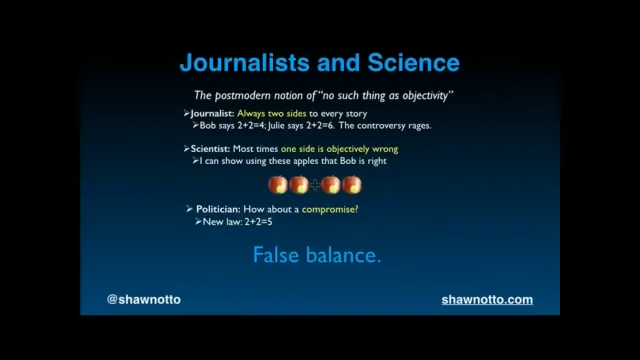 Journalists and Science
The postmodern notion of “no such thing as objectivity”
➢Journalist: Always two sides to every story
➢Bob says 2+2=4; Julie says 2+2=6. The controversy rages.
➢Scientist: Most times one side is objectively wrong
➢I can show using these apples that Bob is right
+
➢ Politician: How about a compromise?
➢New law: 2+2=5
False balance.
@shawnotto
shawnotto.com